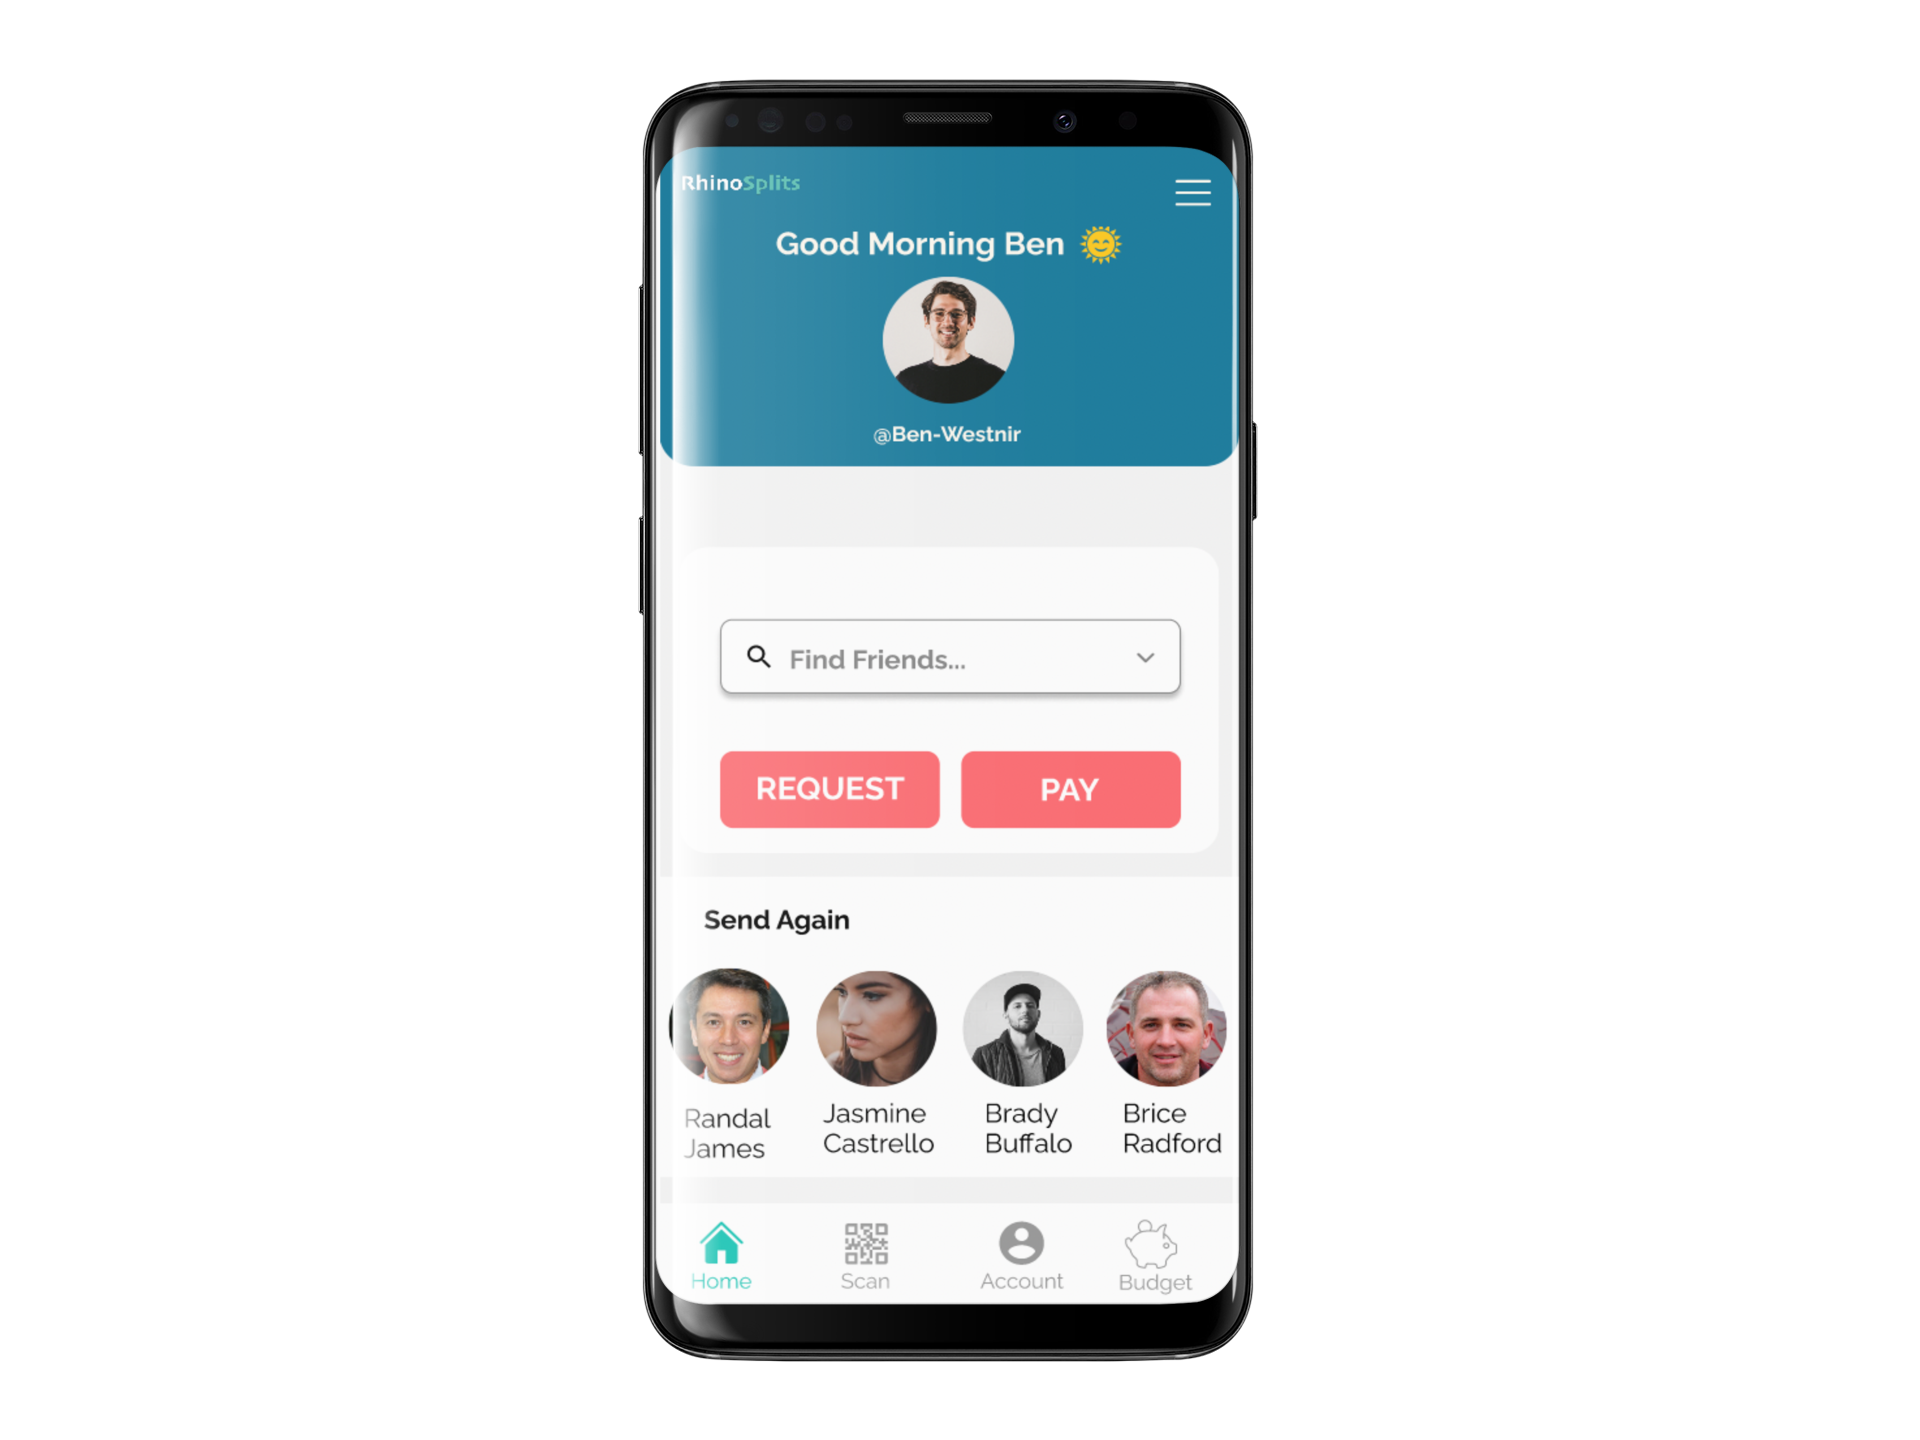 RhinoSplits
Good Morning Ben
@Ben-Westnir
Find Friends...
REQUEST
PAY
Send Again
Randal
James
Jasmine
Castrello
Brady
Buffalo
Brice
Radford
Home
Scan
Account
Budget